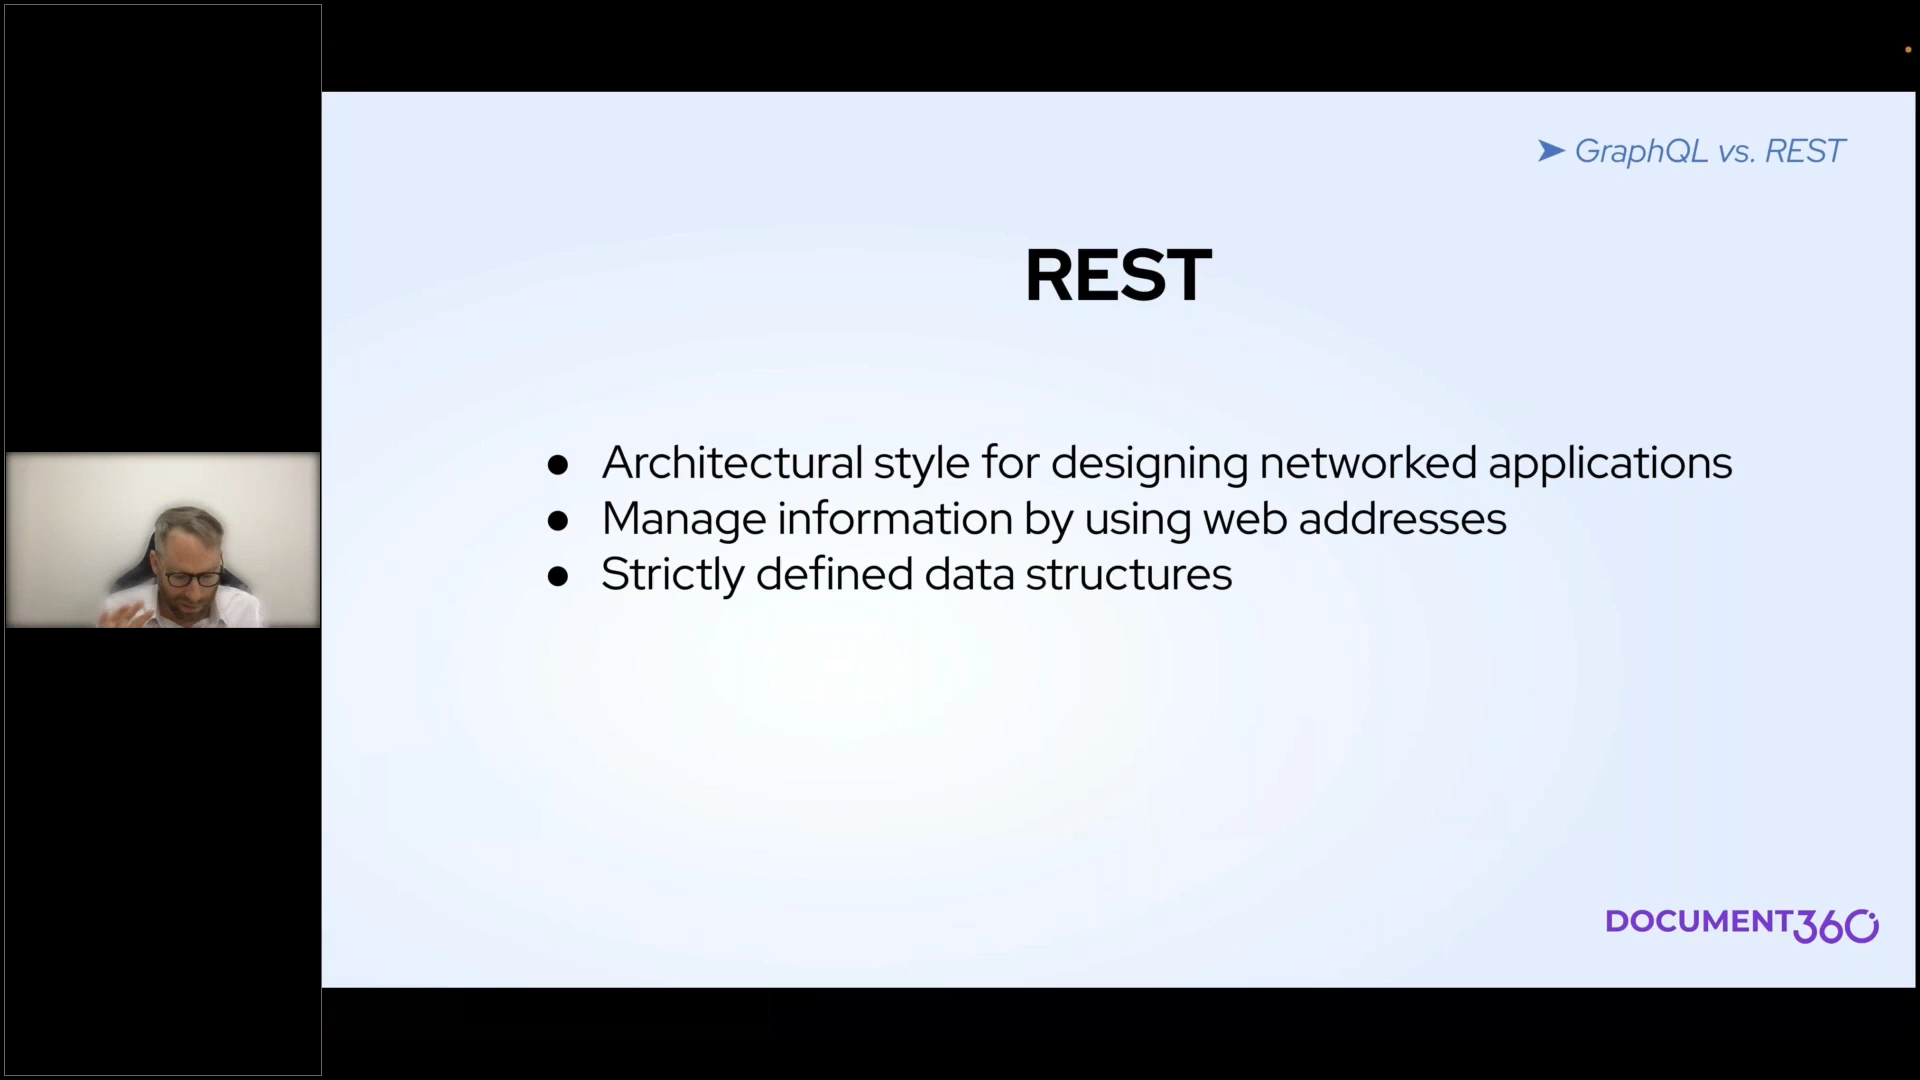 ➤ GraphQL vs. REST
REST
● Architectural style for designing networked applications
● Manage information by using web addresses
● Strictly defined data structures
DOCUMENT360